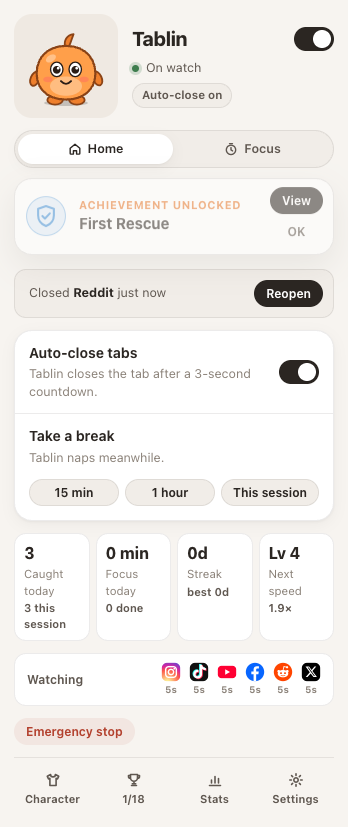 Tablin
On watch
Auto-close on
Home
Focus
ACHIEVEMENT UNLOCKED
First Rescue
View
OK
Closed Reddit just now
Reopen
Auto-close tabs
Tablin closes the tab after a 3-second
countdown.
Take a break
Tablin naps meanwhile.
15 min
1 hour
This session
3
Caught
today
3 this
session
0 min
Focus
today
0 done
0d
Streak
best 0d
Lv 4
Next
speed
1.9×
Watching
5s
5s
5s
5s
5s
5s
Emergency stop
Character
1/18
Stats
Settings